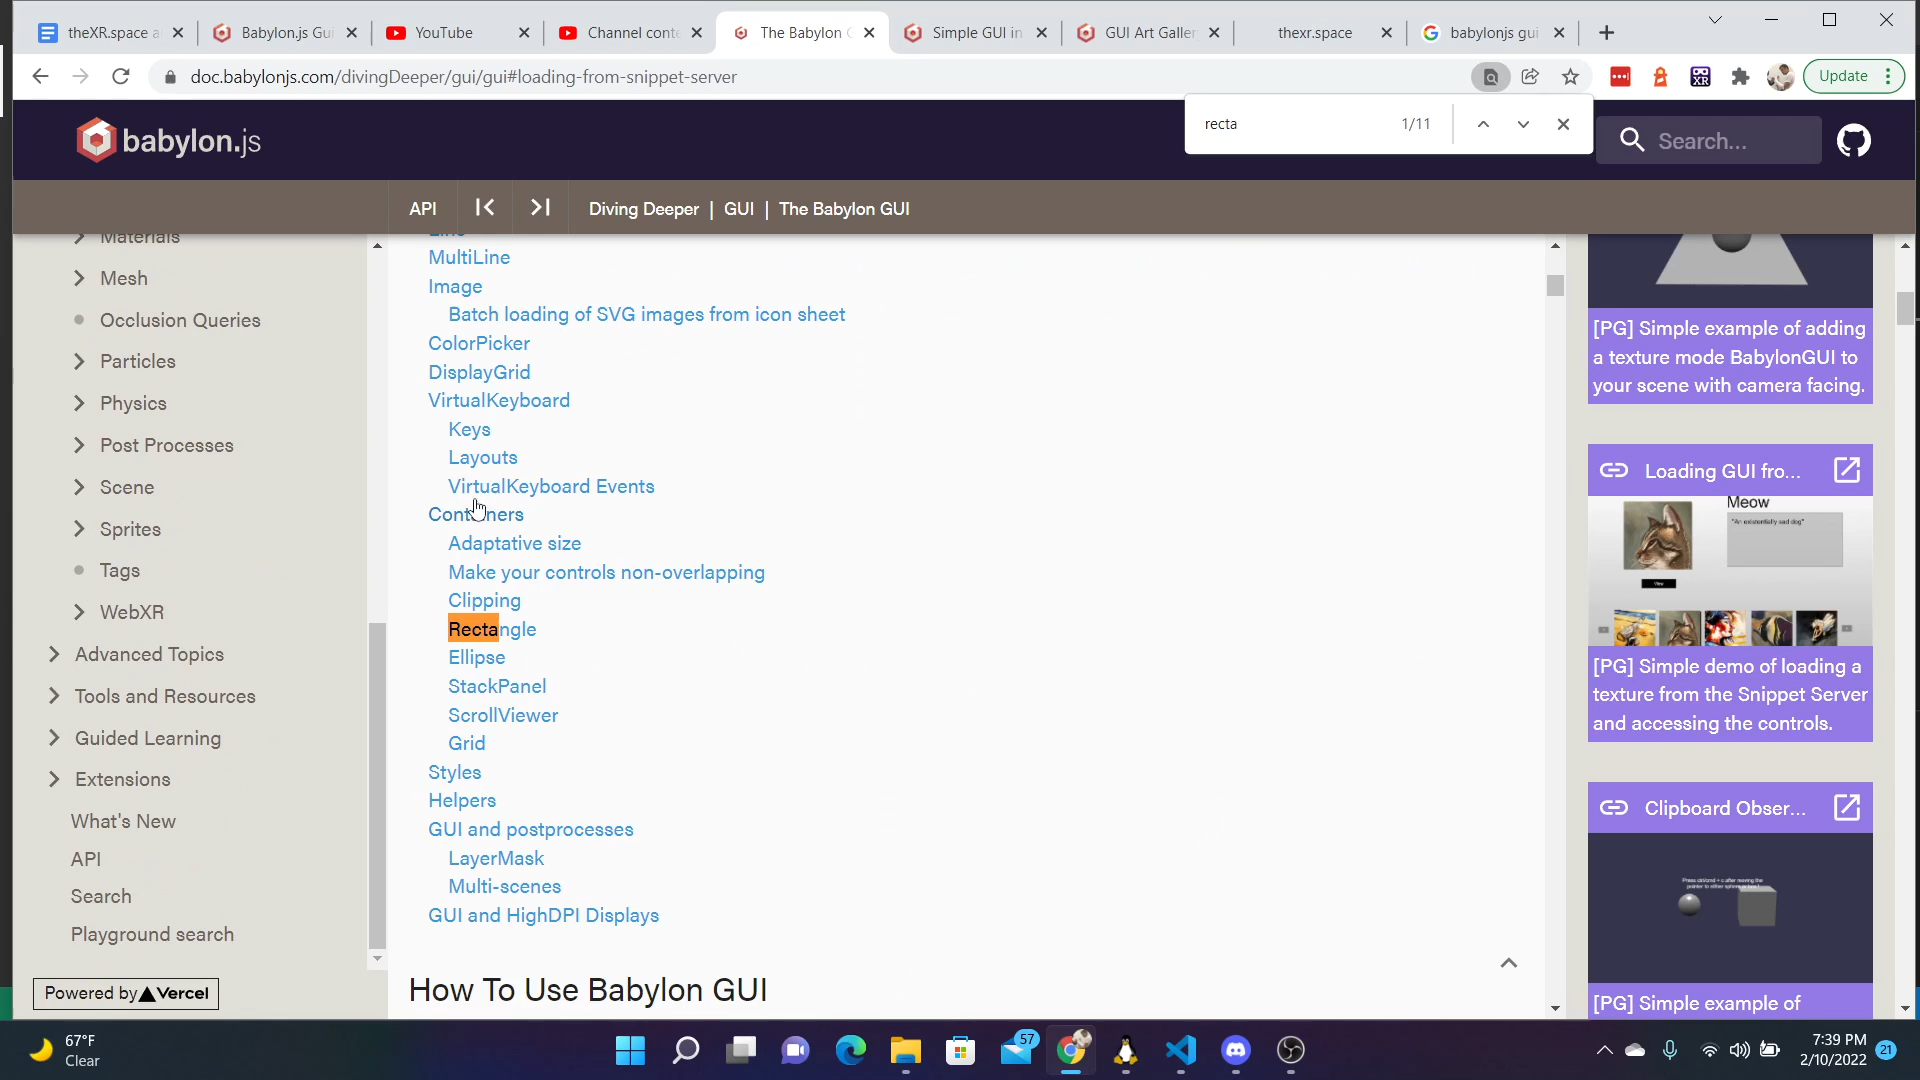 theXR.space a
Babylon.js Gui
YouTube
Channel conte
The Babylon G
Simple GUI in
GUI Art Galler
thexr.space
babylonjs gui
doc.babylonjs.com/divingDeeper/gui/gui#loading-from-snippet-server
Update
recta
1/11
babylon.js
Search...
API
Diving Deeper | GUI | The Babylon GUI
Materials
Mesh
Occlusion Queries
Particles
Physics
Post Processes
Scene
Sprites
Tags
WebXR
Advanced Topics
Tools and Resources
Guided Learning
Extensions
What's New
API
Search
Playground search
Powered by Vercel
Line
MultiLine
Image
Batch loading of SVG images from icon sheet
ColorPicker
DisplayGrid
VirtualKeyboard
Keys
Layouts
VirtualKeyboard Events
Containers
Adaptative size
Make your controls non-overlapping
Clipping
Rectangle
Ellipse
StackPanel
ScrollViewer
Grid
Styles
Helpers
GUI and postprocesses
LayerMask
Multi-scenes
GUI and HighDPI Displays
How To Use Babylon GUI
[PG] Simple example of adding
a texture mode BabylonGUI to
your scene with camera facing.
Loading GUI fro...
Meow
"An existentially sad dog"
View
[PG] Simple demo of loading a
texture from the Snippet Server
and accessing the controls.
Clipboard Obser...
[PG] Simple example of
67°F
Clear
57
7:39 PM
2/10/2022
21